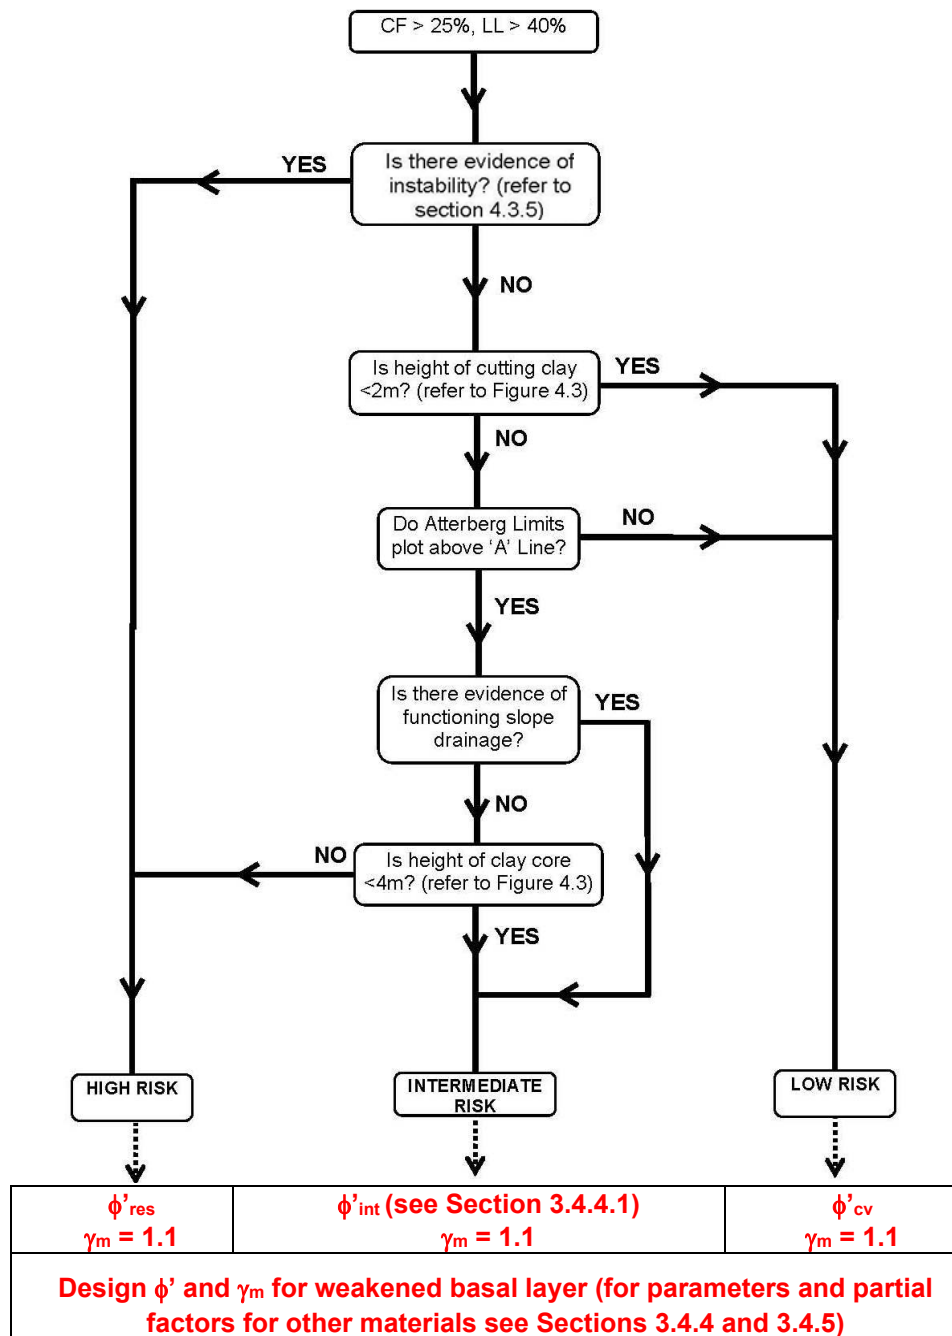 CF > 25%, LL > 40%
YES
Is there evidence of
instability? (refer to
section 4.3.5)
NO
Is height of cutting clay
<2m? (refer to Figure 4.3)
YES
NO
Do Atterberg Limits
plot above ‘A’ Line?
NO
YES
Is there evidence of
functioning slope
drainage?
YES
NO
Is height of clay core
<4m? (refer to Figure 4.3)
NO
YES
HIGH RISK
INTERMEDIATE
RISK
LOW RISK
ϕ’res
γm = 1.1
ϕ’int (see Section 3.4.4.1)
γm = 1.1
ϕ’cv
γm = 1.1
Design ϕ’ and γm for weakened basal layer (for parameters and partial
factors for other materials see Sections 3.4.4 and 3.4.5)